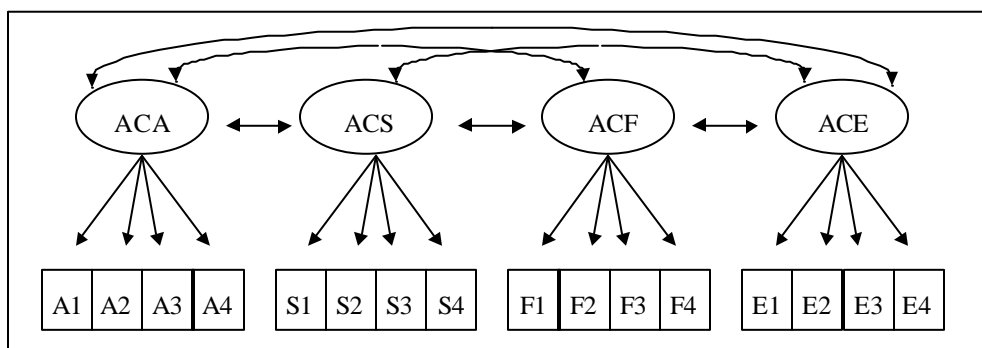 ACA ACS ACF ACE
A1 A2 A3 A4 S1 S2 S3 S4 F1 F2 F3 F4 E1 E2 E3 E4